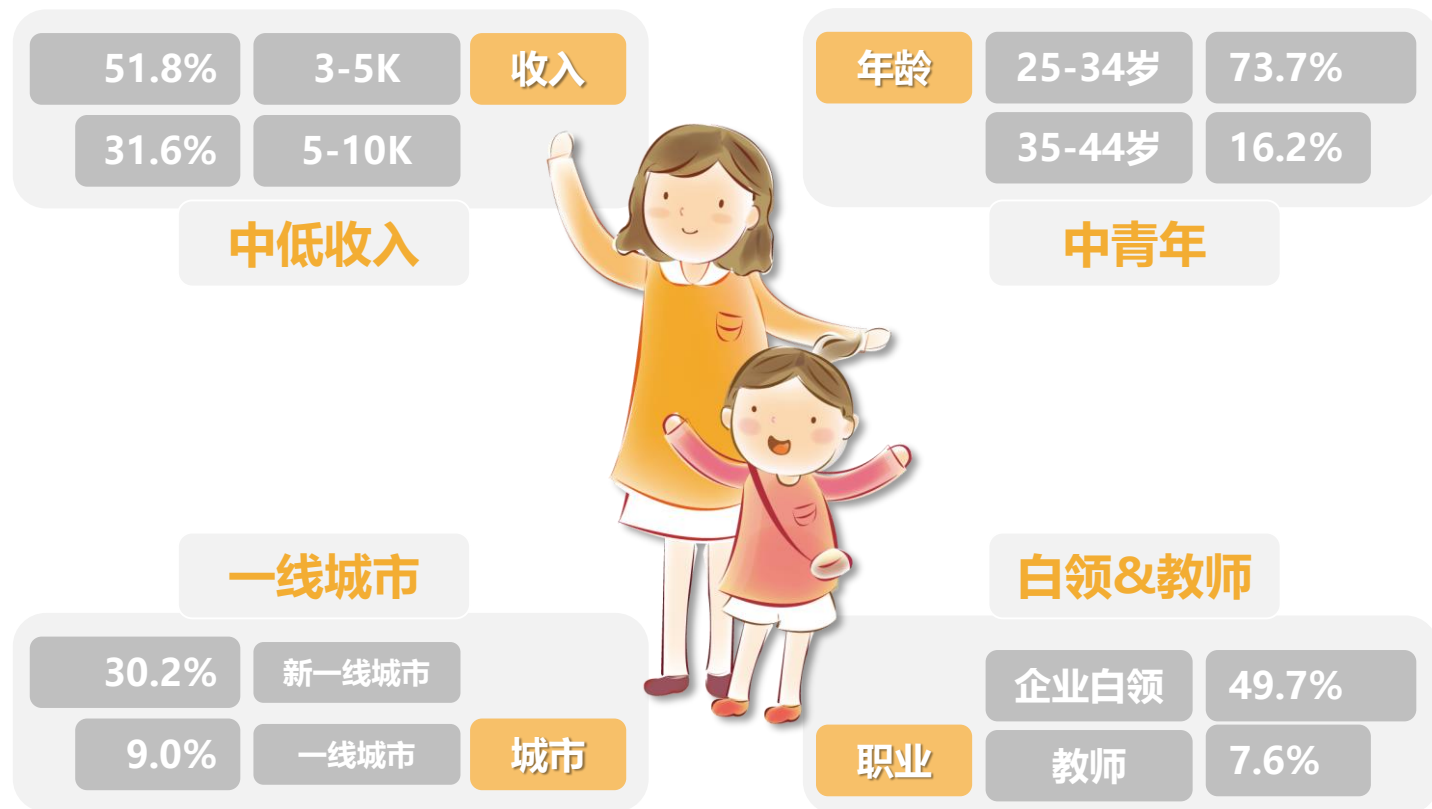 51.8% 3-5K 收入
31.6% 5-10K
中低收入
年龄 25-34岁 73.7%
35-44岁 16.2%
中青年
一线城市
30.2% 新一线城市
9.0% 一线城市 城市
白领&教师
企业白领 49.7%
职业 教师 7.6%